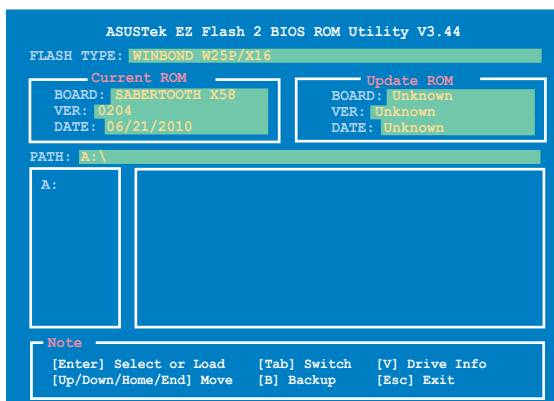 ASUSTek EZ Flash 2 BIOS ROM Utility V3.44
FLASH TYPE: WINBOND W25P/X16
Current ROM
BOARD: SABERTOOTH X58
VER: 0204
DATE: 06/21/2010
Update ROM
BOARD: Unknown
VER: Unknown
DATE: Unknown
PATH: A:\
A:
Note
[Enter] Select or Load [Tab] Switch [V] Drive Info
[Up/Down/Home/End] Move [B] Backup [Esc] Exit